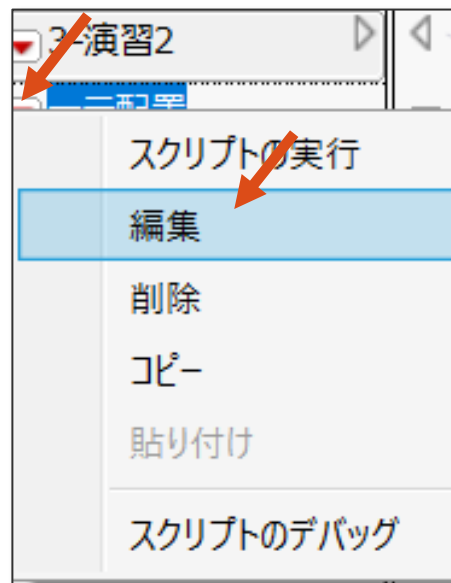 3-演習2
スクリプトの実行
編集
削除
コピー
貼り付け
スクリプトのデバッグ